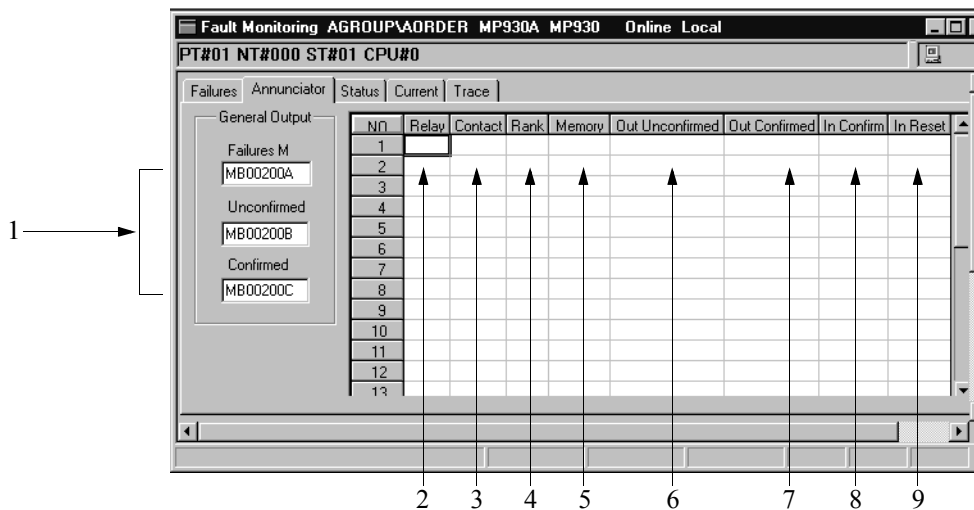 Fault Monitoring AGROUP\AORDER MP930A MP930 Online Local
PT#01 NT#000 ST#01 CPU#0
Failures Annunciator Status Current Trace
General Output
Failures M
MB00200A
Unconfirmed
MB00200B
Confirmed
MB00200C
1
NO Relay Contact Rank Memory Out Unconfirmed Out Confirmed In Confirm In Reset
1
2
3
4
5
6
7
8
9
10
11
12
13
2 3 4 5 6 7 8 9